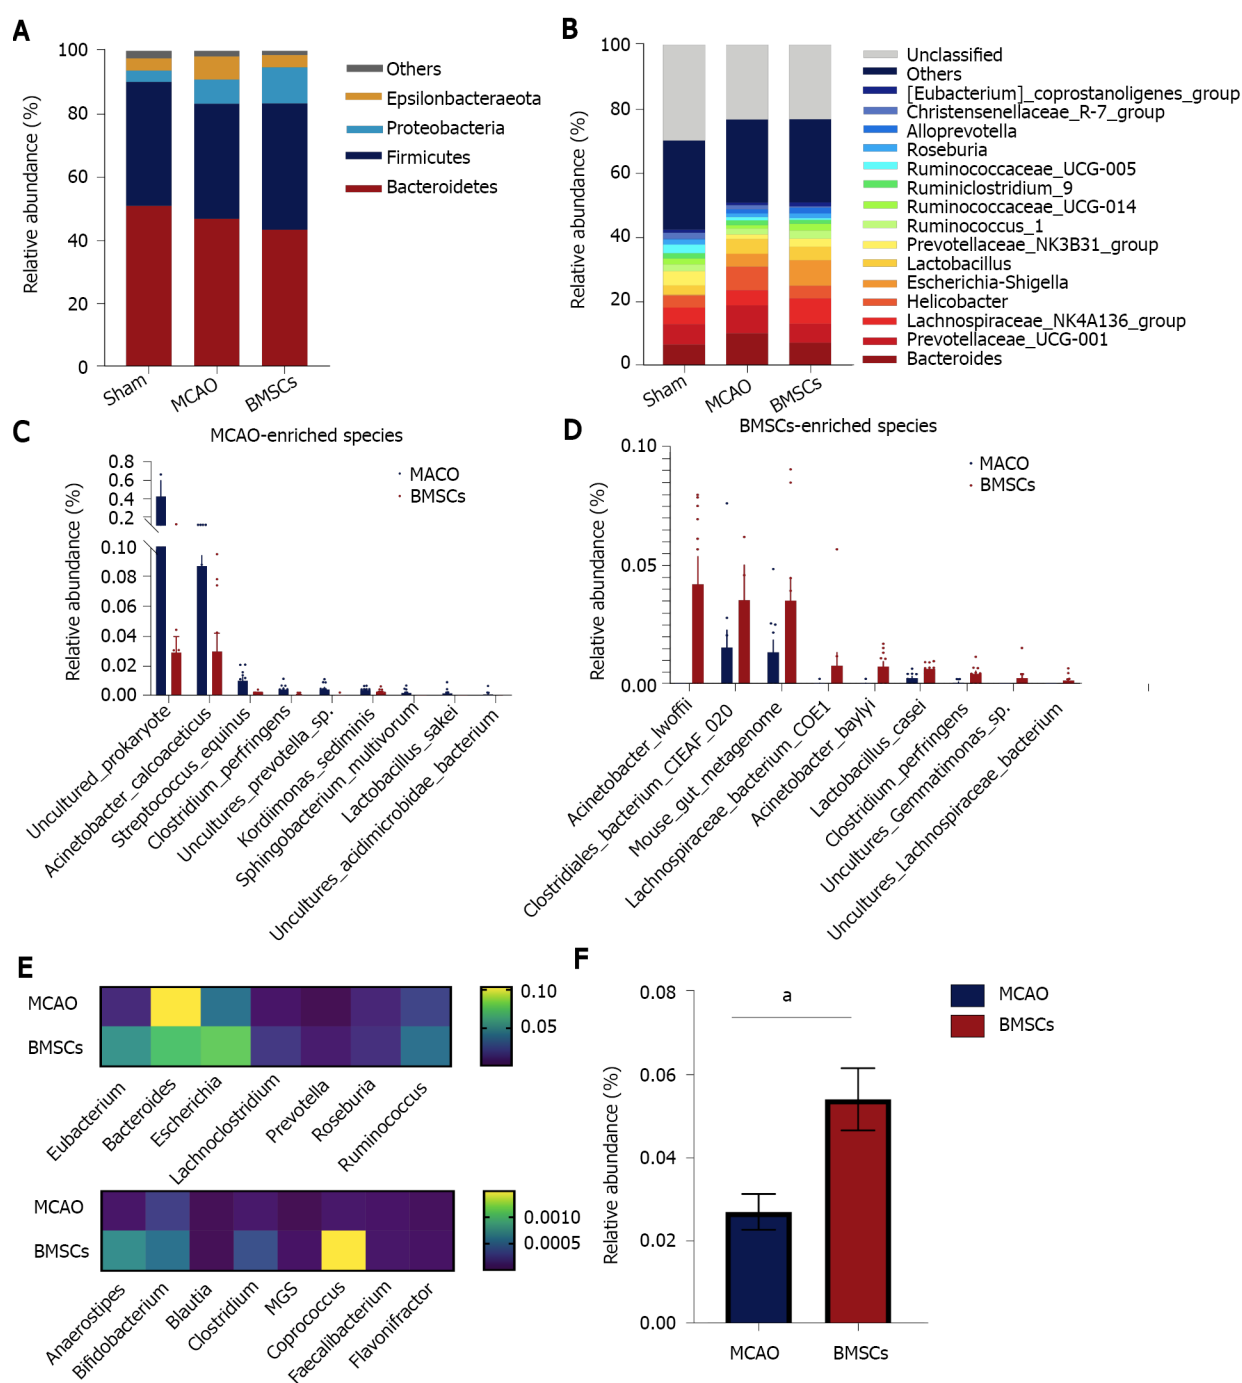 A
Relative abundance (%)
100
80
60
40
20
0
Sham
MCAO
BMSCs
Others
Epsilonbacteraeota
Proteobacteria
Firmicutes
Bacteroidetes
B
Relative abundance (%)
100
80
60
40
20
0
Sham
MCAO
BMSCs
Unclassified
Others
[Eubacterium]_coprostanoligenes_group
Christensenellaceae_R-7_group
Alloprevotella
Roseburia
Ruminococcaceae_UCG-005
Ruminiclostridium_9
Ruminococcaceae_UCG-014
Ruminococcus_1
Prevotellaceae_NK3B31_group
Lactobacillus
Escherichia-Shigella
Helicobacter
Lachnospiraceae_NK4A136_group
Prevotellaceae_UCG-001
Bacteroides
C
MCAO-enriched species
Relative abundance (%)
0.8
0.6
0.4
0.2
0.10
0.08
0.06
0.04
0.02
0.00
MACO
BMSCs
Uncultured_prokaryote
Acinetobacter_calcoaceticus
Streptococcus_equinus
Clostridium_perfringens
Uncultures_prevotella_sp.
Kordiimonas_sediminis
Sphingobacterium_multivorum
Lactobacillus_sakei
Uncultures_acidimicrobidae_bacterium
D
BMSCs-enriched species
Relative abundance (%)
0.10
0.05
0.00
MACO
BMSCs
Acinetobacter_lwoffii
Clostridiales_bacterium_CIEAF_020
Mouse_gut_metagenome
Lachnospiraceae_bacterium_COE1
Acinetobacter_baylyi
Lactobacillus_casei
Clostridium_perfringens
Uncultures_Gemmatimonas_sp.
Uncultures_Lachnospiraceae_bacterium
E
MCAO
BMSCs
0.10
0.05
Eubacterium
Bacteroides
Escherichia
Lachnoclostridium
Prevotella
Roseburia
Ruminococcus
MCAO
BMSCs
0.0010
0.0005
Anaerostipes
Bifidobacterium
Blautia
Clostridium
MGS
Coprococcus
Faecalibacterium
Flavonifractor
F
Relative abundance (%)
0.08
0.06
0.04
0.02
0.00
a
MCAO
BMSCs
MCAO
BMSCs